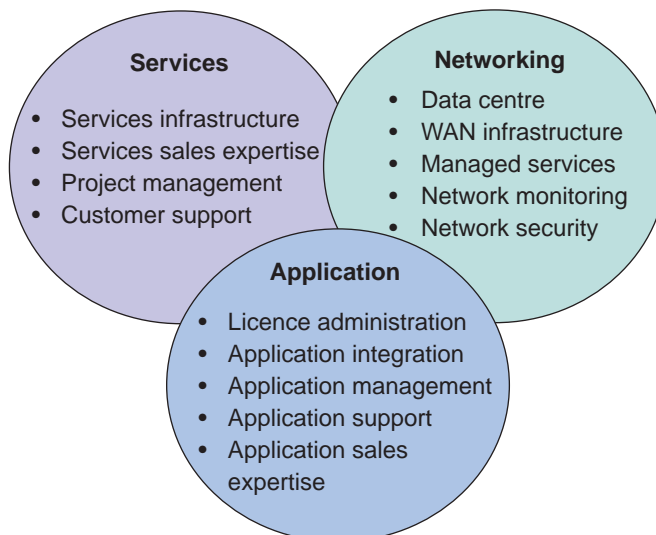 Services
• Services infrastructure
• Services sales expertise
• Project management
• Customer support
Networking
• Data centre
• WAN infrastructure
• Managed services
• Network monitoring
• Network security
Application
• Licence administration
• Application integration
• Application management
• Application support
• Application sales
expertise